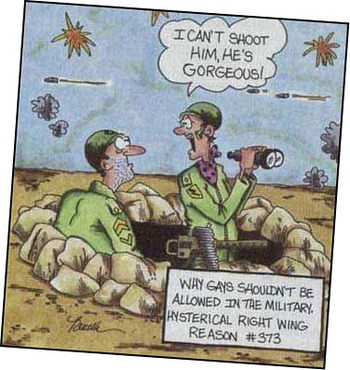 I CAN'T SHOOT
HIM, HE'S
GORGEOUS!
WHY GAYS SHOULDN'T BE
ALLOWED IN THE MILITARY.
HYSTERICAL RIGHT WING
REASON #373